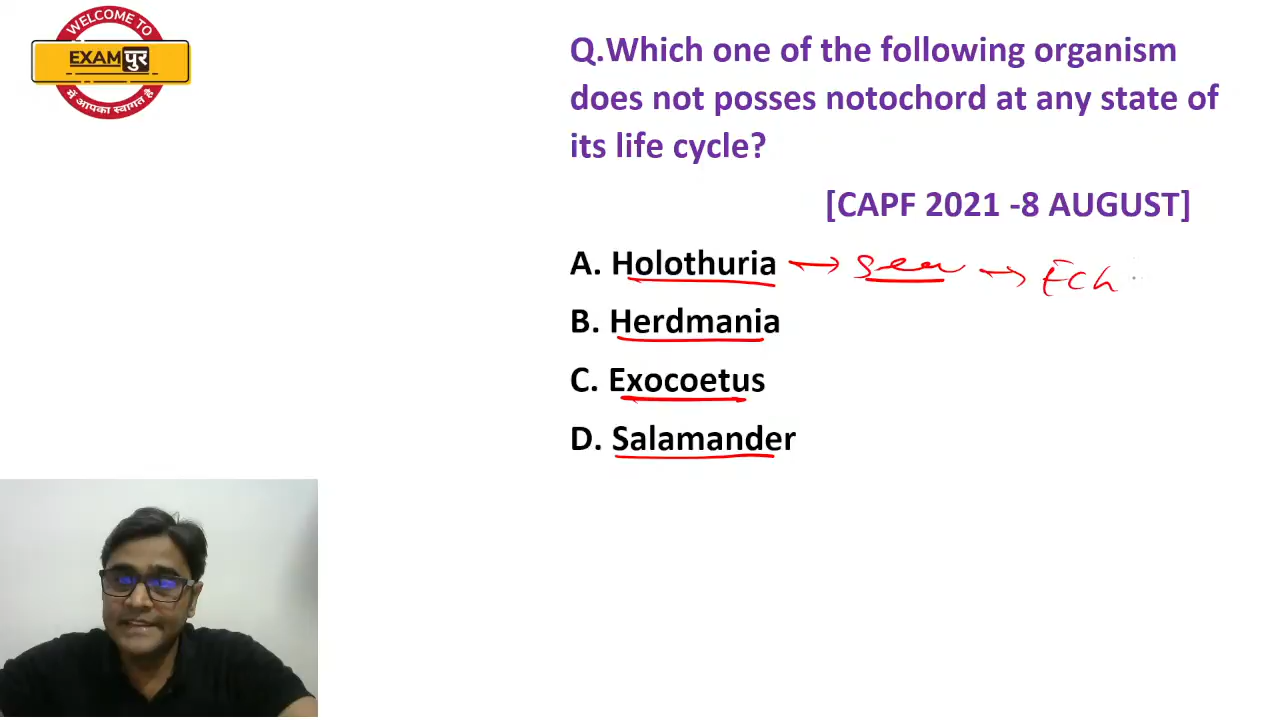 WELCOME TO
EXAMपुर
में आपका स्वागत है
Q.Which one of the following organism
does not posses notochord at any state of
its life cycle?
[CAPF 2021 -8 AUGUST]
A. Holothuria → sea → Ech
B. Herdmania
C. Exocoetus
D. Salamander